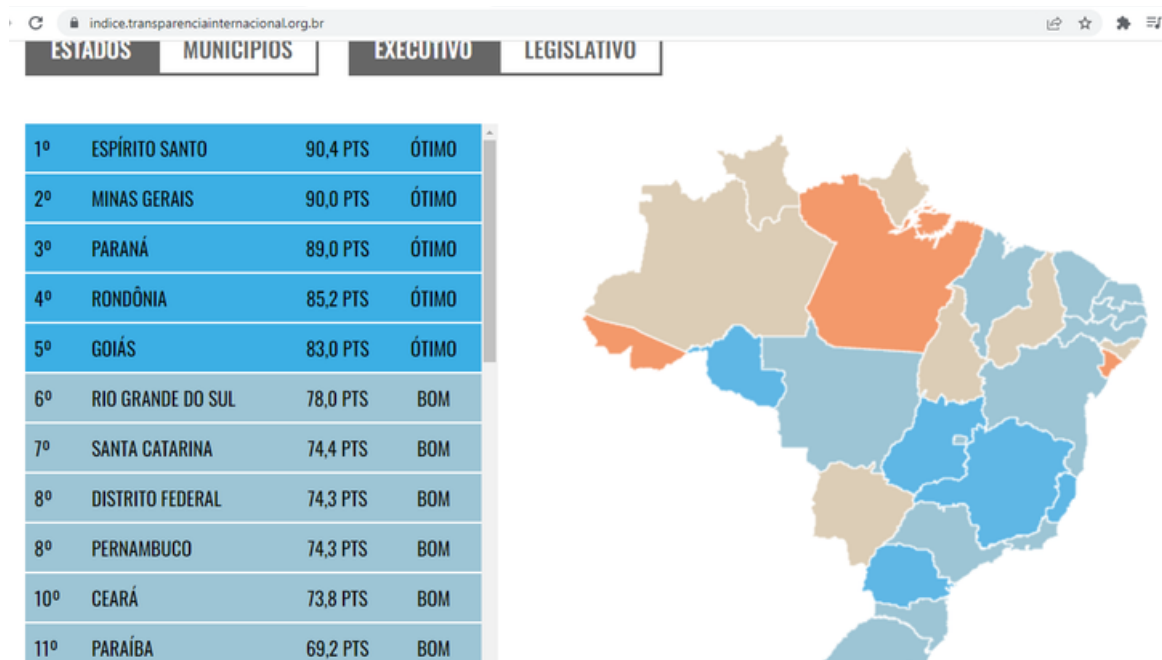 indice.transparenciainternacional.org.br
ESTADOS MUNICÍPIOS EXECUTIVO LEGISLATIVO
1º ESPÍRITO SANTO 90,4 PTS ÓTIMO
2º MINAS GERAIS 90,0 PTS ÓTIMO
3º PARANÁ 89,0 PTS ÓTIMO
4º RONDÔNIA 85,2 PTS ÓTIMO
5º GOIÁS 83,0 PTS ÓTIMO
6º RIO GRANDE DO SUL 78,0 PTS BOM
7º SANTA CATARINA 74,4 PTS BOM
8º DISTRITO FEDERAL 74,3 PTS BOM
8º PERNAMBUCO 74,3 PTS BOM
10º CEARÁ 73,8 PTS BOM
11º PARAÍBA 69,2 PTS BOM